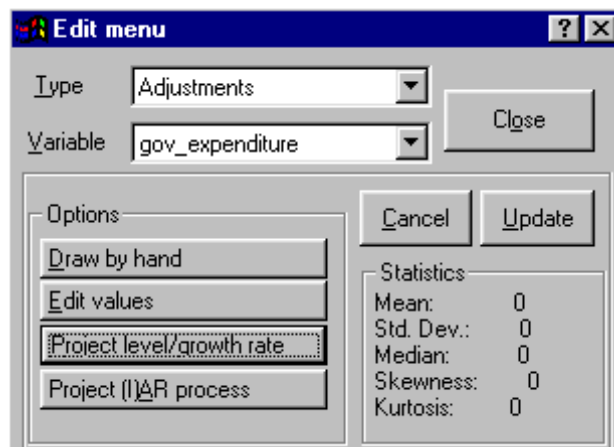 Edit menu
Type Adjustments
Close
Variable gov_expenditure
Options
Draw by hand
Edit values
Project level/growth rate
Project (I)AR process
Cancel Update
Statistics
Mean: 0
Std. Dev.: 0
Median: 0
Skewness: 0
Kurtosis: 0